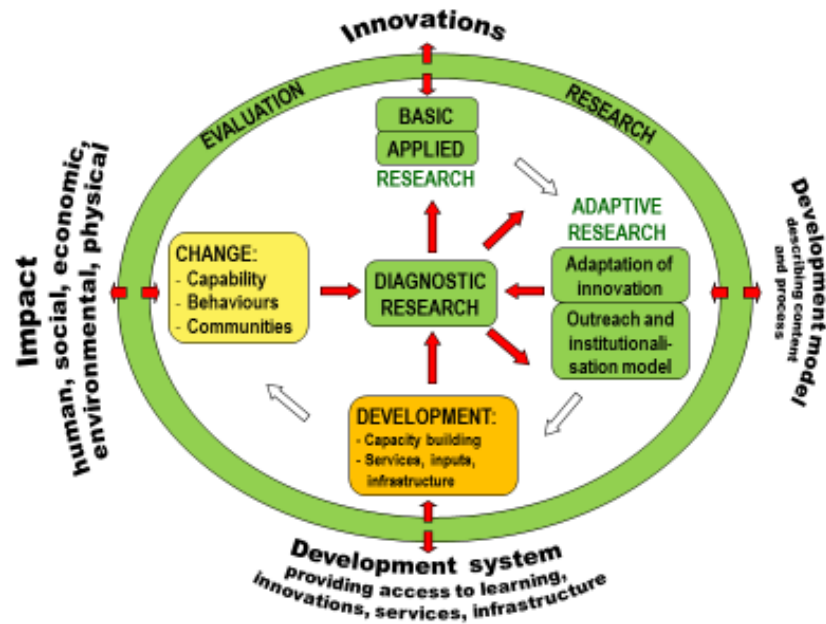 Innovations
EVALUATION
RESEARCH
BASIC
APPLIED
RESEARCH
ADAPTIVE
RESEARCH
Adaptation of
innovation
Outreach and
institutionali-
sation model
CHANGE:
- Capability
- Behaviours
- Communities
DIAGNOSTIC
RESEARCH
DEVELOPMENT:
- Capacity building
- Services, inputs,
infrastructure
Impact
human, social, economic,
environmental, physical
Development model
describing content
and process
Development system
providing access to learning,
innovations, services, infrastructure